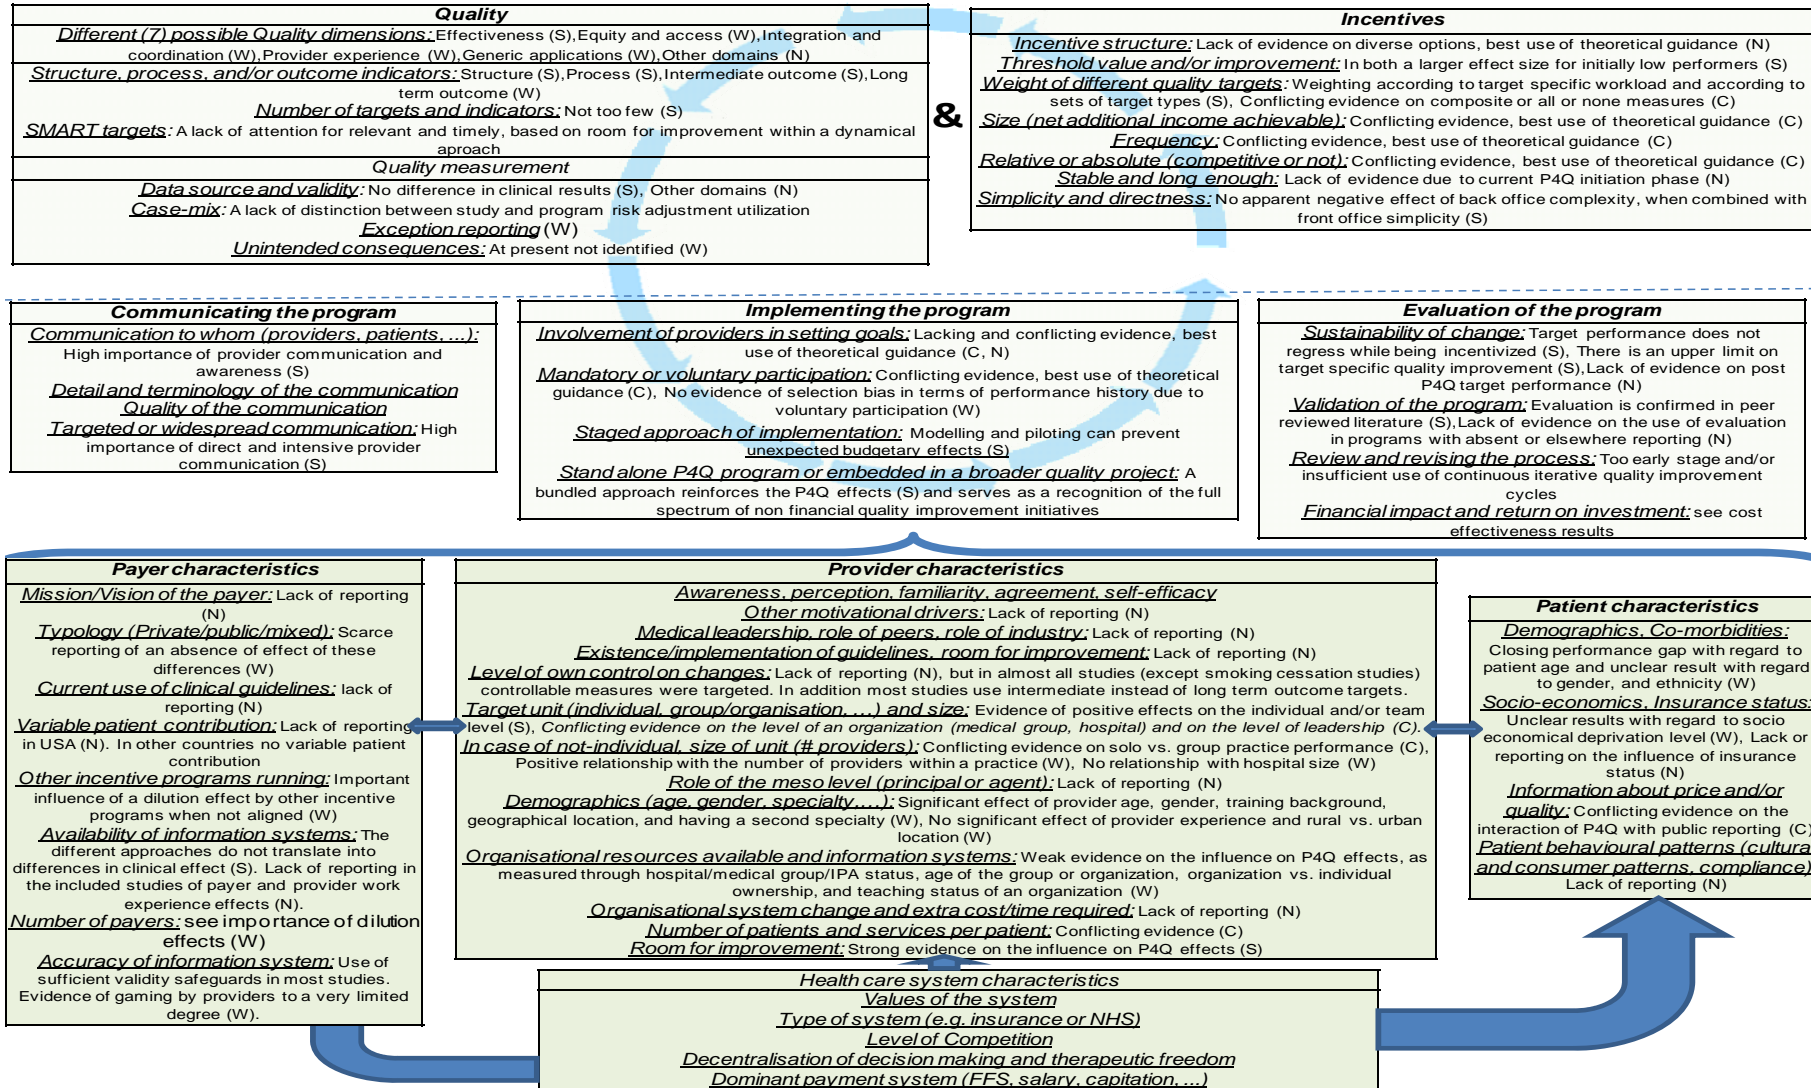 Quality
Different (7) possible Quality dimensions: Effectiveness (S),Equity and access (W),Integration and
coordination (W),Provider experience (W),Generic applications (W),Other domains (N)
Structure, process, and/or outcome indicators: Structure (S),Process (S),Intermediate outcome (S),Long
term outcome (W)
Number of targets and indicators: Not too few (S)
SMART targets: A lack of attention for relevant and timely, based on room for improvement within a dynamical
aproach
Quality measurement
Data source and validity: No difference in clinical results (S), Other domains (N)
Case-mix: A lack of distinction between study and program risk adjustment utilization
Exception reporting (W)
Unintended consequences: At present not identified (W)
&
Incentives
Incentive structure: Lack of evidence on diverse options, best use of theoretical guidance (N)
Threshold value and/or improvement: In both a larger effect size for initially low performers (S)
Weight of different quality targets: Weighting according to target specific workload and according to
sets of target types (S), Conflicting evidence on composite or all or none measures (C)
Size (net additional income achievable): Conflicting evidence, best use of theoretical guidance (C)
Frequency: Conflicting evidence, best use of theoretical guidance (C)
Relative or absolute (competitive or not): Conflicting evidence, best use of theoretical guidance (C)
Stable and long enough: Lack of evidence due to current P4Q initiation phase (N)
Simplicity and directness: No apparent negative effect of back office complexity, when combined with
front office simplicity (S)
Communicating the program
Communication to whom (providers, patients, ...):
High importance of provider communication and
awareness (S)
Detail and terminology of the communication
Quality of the communication
Targeted or widespread communication: High
importance of direct and intensive provider
communication (S)
Implementing the program
Involvement of providers in setting goals: Lacking and conflicting evidence, best
use of theoretical guidance (C, N)
Mandatory or voluntary participation: Conflicting evidence, best use of theoretical
guidance (C), No evidence of selection bias in terms of performance history due to
voluntary participation (W)
Staged approach of implementation: Modelling and piloting can prevent
unexpected budgetary effects (S)
Stand alone P4Q program or embedded in a broader quality project: A
bundled approach reinforces the P4Q effects (S) and serves as a recognition of the full
spectrum of non financial quality improvement initiatives
Evaluation of the program
Sustainability of change: Target performance does not
regress while being incentivized (S), There is an upper limit on
target specific quality improvement (S),Lack of evidence on post
P4Q target performance (N)
Validation of the program: Evaluation is confirmed in peer
reviewed literature (S),Lack of evidence on the use of evaluation
in programs with absent or elsewhere reporting (N)
Review and revising the process: Too early stage and/or
insufficient use of continuous iterative quality improvement
cycles
Financial impact and return on investment: see cost
effectiveness results
Payer characteristics
Mission/Vision of the payer: Lack of reporting
(N)
Typology (Private/public/mixed): Scarce
reporting of an absence of effect of these
differences (W)
Current use of clinical guidelines: lack of
reporting (N)
Variable patient contribution: Lack of reporting
in USA (N). In other countries no variable patient
contribution
Other incentive programs running: Important
influence of a dilution effect by other incentive
programs when not aligned (W)
Availability of information systems: The
different approaches do not translate into
differences in clinical effect (S). Lack of reporting in
the included studies of payer and provider work
experience effects (N).
Number of payers: see importance of dilution
effects (W)
Accuracy of information system: Use of
sufficient validity safeguards in most studies.
Evidence of gaming by providers to a very limited
degree (W).
Provider characteristics
Awareness, perception, familiarity, agreement, self-efficacy
Other motivational drivers: Lack of reporting (N)
Medical leadership, role of peers, role of industry: Lack of reporting (N)
Existence/implementation of guidelines, room for improvement: Lack of reporting (N)
Level of own control on changes: Lack of reporting (N), but in almost all studies (except smoking cessation studies)
controllable measures were targeted. In addition most studies use intermediate instead of long term outcome targets.
Target unit (individual, group/organisation, ...) and size: Evidence of positive effects on the individual and/or team
level (S), Conflicting evidence on the level of an organization (medical group, hospital) and on the level of leadership (C).
In case of not-individual, size of unit (# providers): Conflicting evidence on solo vs. group practice performance (C),
Positive relationship with the number of providers within a practice (W), No relationship with hospital size (W)
Role of the meso level (principal or agent): Lack of reporting (N)
Demographics (age, gender, specialty,...): Significant effect of provider age, gender, training background,
geographical location, and having a second specialty (W), No significant effect of provider experience and rural vs. urban
location (W)
Organisational resources available and information systems: Weak evidence on the influence on P4Q effects, as
measured through hospital/medical group/IPA status, age of the group or organization, organization vs. individual
ownership, and teaching status of an organization (W)
Organisational system change and extra cost/time required: Lack of reporting (N)
Number of patients and services per patient: Conflicting evidence (C)
Room for improvement: Strong evidence on the influence on P4Q effects (S)
Patient characteristics
Demographics, Co-morbidities:
Closing performance gap with regard to
patient age and unclear result with regard
to gender, and ethnicity (W)
Socio-economics, Insurance status:
Unclear results with regard to socio
economical deprivation level (W), Lack or
reporting on the influence of insurance
status (N)
Information about price and/or
quality: Conflicting evidence on the
interaction of P4Q with public reporting (C)
Patient behavioural patterns (cultural
and consumer patterns, compliance):
Lack of reporting (N)
Health care system characteristics
Values of the system
Type of system (e.g. insurance or NHS)
Level of Competition
Decentralisation of decision making and therapeutic freedom
Dominant payment system (FFS, salary, capitation, ...)